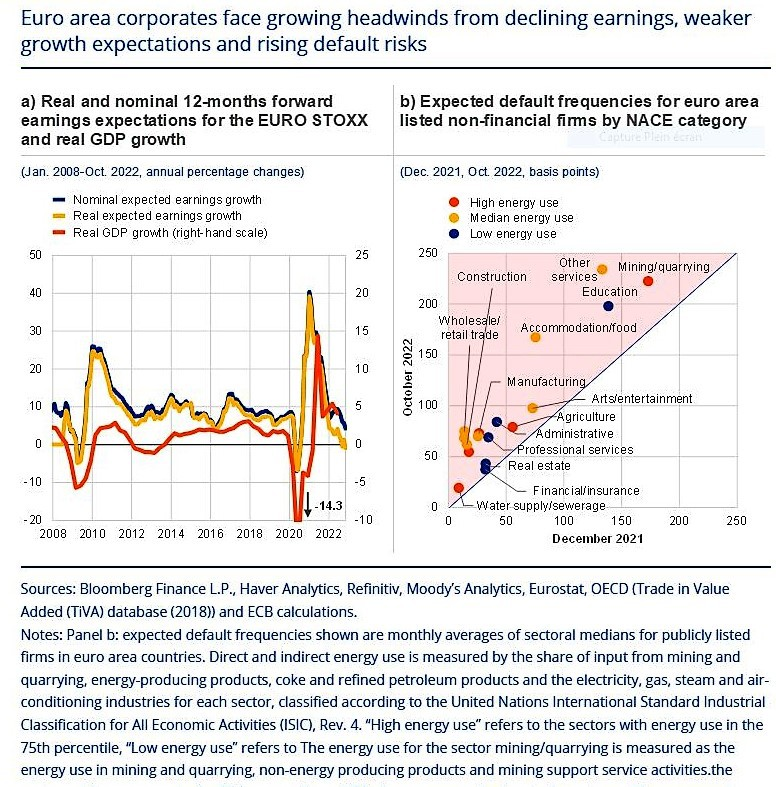 Euro area corporates face growing headwinds from declining earnings, weaker
growth expectations and rising default risks
a) Real and nominal 12-months forward
earnings expectations for the EURO STOXX
and real GDP growth
(Jan. 2008-Oct. 2022, annual percentage changes)
Nominal expected earnings growth
Real expected earnings growth
Real GDP growth (right-hand scale)
50
40
30
20
10
0
-10
-20
25
20
15
10
5
0
-5
-10
-14.3
2008 2010 2012 2014 2016 2018 2020 2022
b) Expected default frequencies for euro area
listed non-financial firms by NACE category
Capture Plein écran
(Dec. 2021, Oct. 2022, basis points)
High energy use
Median energy use
Low energy use
October 2022
250
200
150
100
50
0
Other
services
Mining/quarrying
Construction
Education
Wholesale/
retail trade
Accommodation/food
Manufacturing
Arts/entertainment
Agriculture
Administrative
Professional services
Real estate
Financial/insurance
Water supply/sewerage
0 50 100 150 200 250
December 2021
Sources: Bloomberg Finance L.P., Haver Analytics, Refinitiv, Moody’s Analytics, Eurostat, OECD (Trade in Value
Added (TiVA) database (2018)) and ECB calculations.
Notes: Panel b: expected default frequencies shown are monthly averages of sectoral medians for publicly listed
firms in euro area countries. Direct and indirect energy use is measured by the share of input from mining and
quarrying, energy-producing products, coke and refined petroleum products and the electricity, gas, steam and air-
conditioning industries for each sector, classified according to the United Nations International Standard Industrial
Classification for All Economic Activities (ISIC), Rev. 4. “High energy use” refers to the sectors with energy use in the
75th percentile, “Low energy use” refers to The energy use for the sector mining/quarrying is measured as the
energy use in mining and quarrying, non-energy producing products and mining support service activities.the